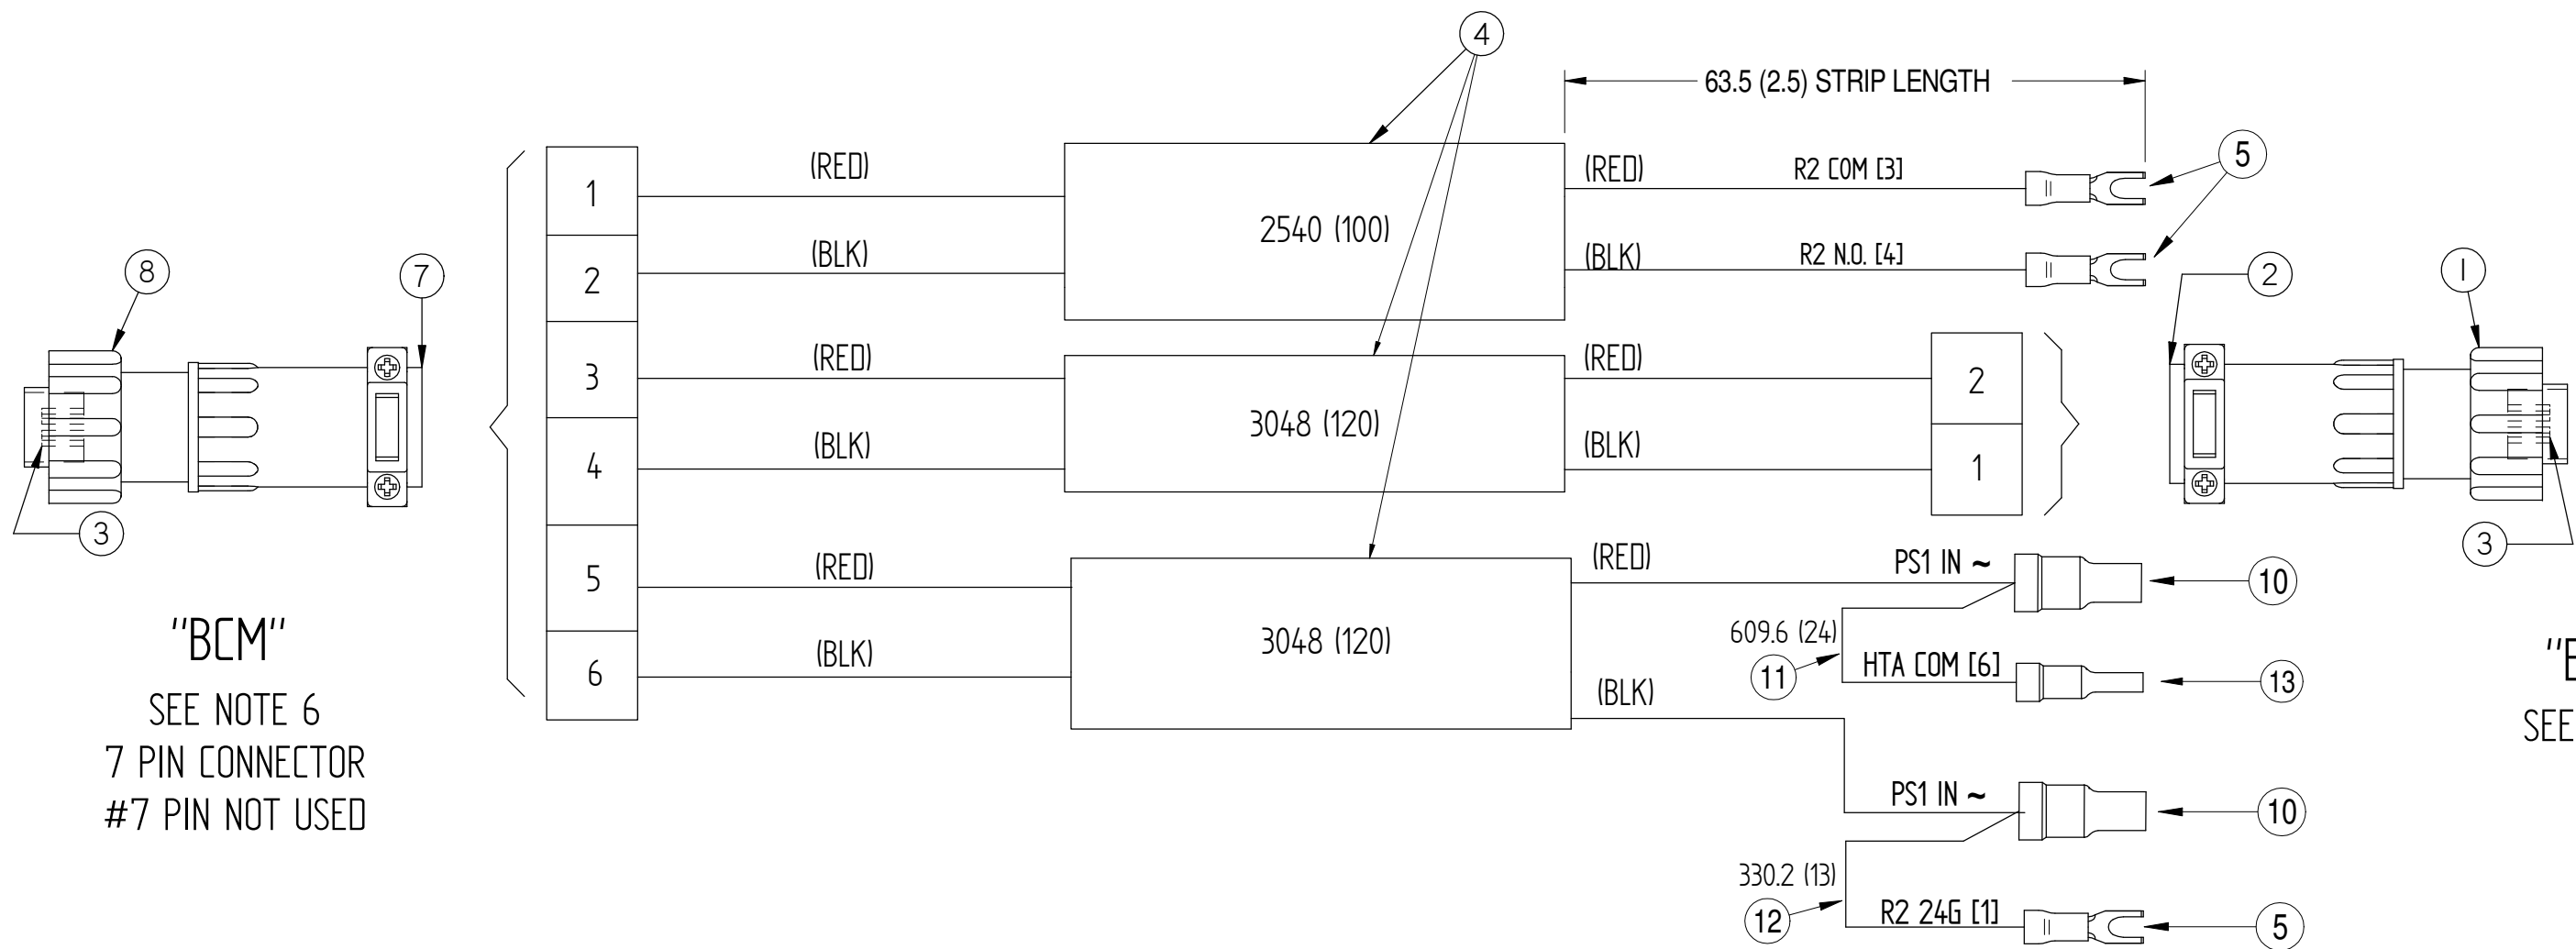 4
63.5 (2.5) STRIP LENGTH
1
(RED)
2540 (100)
(RED)
R2 COM [3]
5
2
(BLK)
(BLK)
R2 N.O. [4]
8
7
2
1
3
(RED)
3048 (120)
(RED)
2
4
(BLK)
(BLK)
1
3
3
5
(RED)
3048 (120)
(RED)
PS1 IN ~
10
609.6 (24)
11
HTA COM [6]
13
6
(BLK)
(BLK)
"BCM"
SEE NOTE 6
7 PIN CONNECTOR
#7 PIN NOT USED
SEE
PS1 IN ~
10
330.2 (13)
12
R2 24G [1]
5